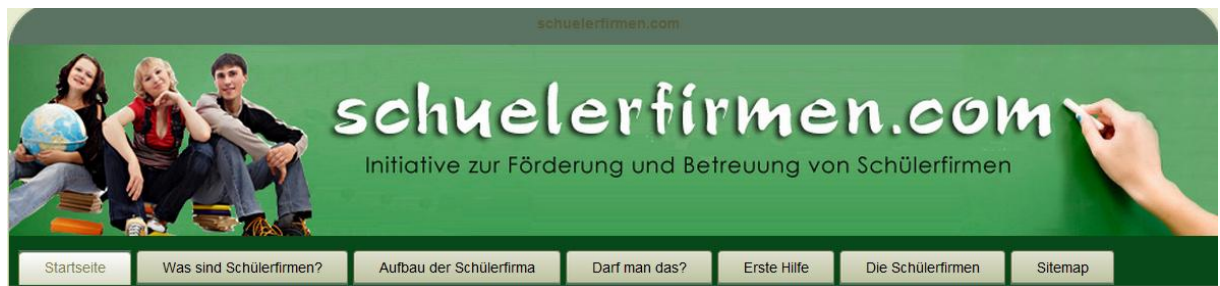 schuelerfirmen.com
schuelerfirmen.com
Initiative zur Förderung und Betreuung von Schülerfirmen
Startseite Was sind Schülerfirmen? Aufbau der Schülerfirma Darf man das? Erste Hilfe Die Schülerfirmen Sitemap